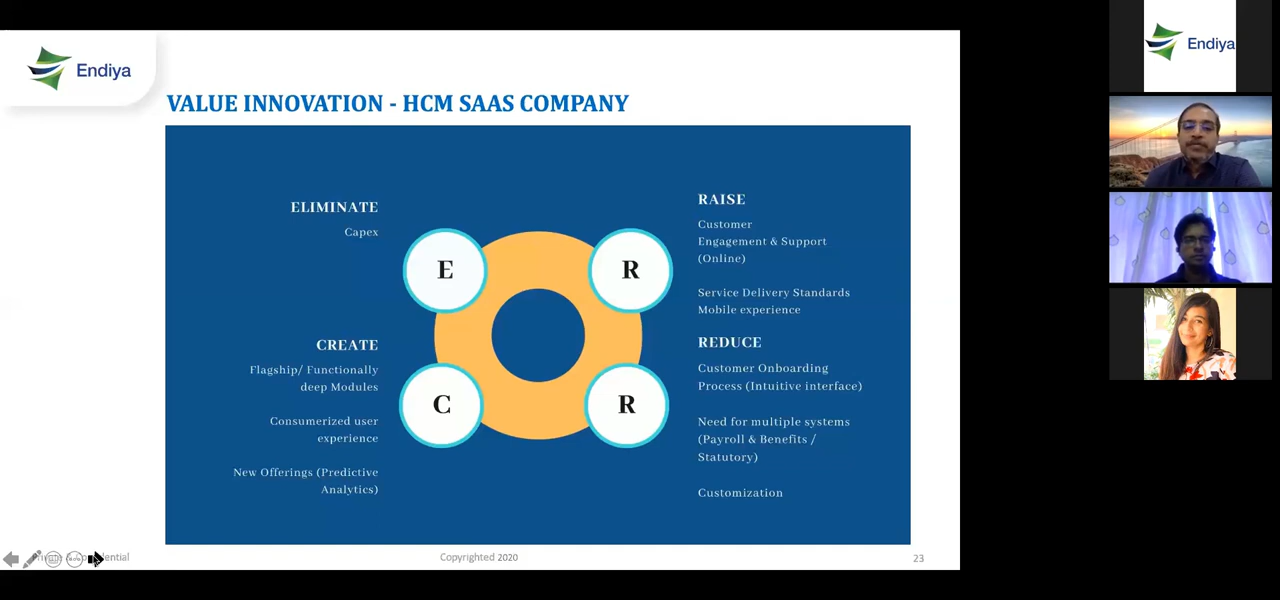 Endiya
Endiya
VALUE INNOVATION - HCM SAAS COMPANY
ELIMINATE
Capex
E
R
RAISE
Customer
Engagement & Support
(Online)
Service Delivery Standards
Mobile experience
CREATE
Flagship/ Functionally
deep Modules
Consumerized user
experience
New Offerings (Predictive
Analytics)
C
R
REDUCE
Customer Onboarding
Process (Intuitive interface)
Need for multiple systems
(Payroll & Benefits /
Statutory)
Customization
Copyrighted 2020
23